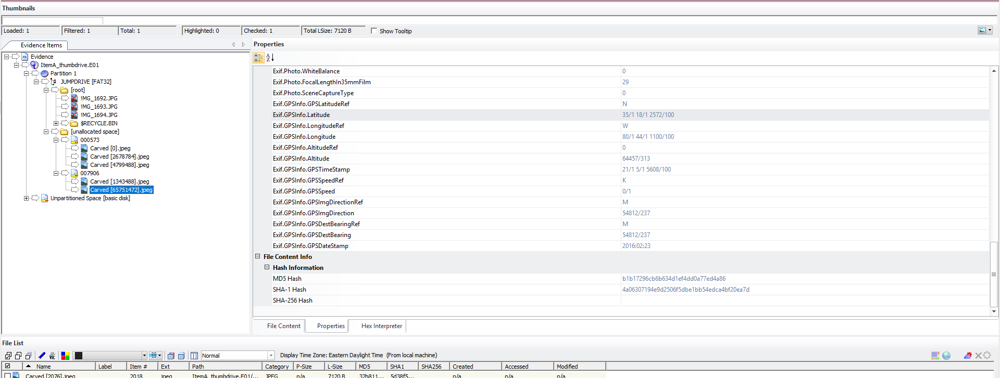 Thumbnails
Loaded: 1 Filtered: 1 Total: 1 Highlighted: 0 Checked: 1 Total LSize: 7120 B Show Tooltip
Evidence Items
Evidence
ItemA_thumbdrive.E01
Partition 1
JUMPDRIVE [FAT32]
[root]
!MG_1692.JPG
!MG_1693.JPG
!MG_1694.JPG
$RECYCLE.BIN
[unallocated space]
000573
Carved [0].jpeg
Carved [2678784].jpeg
Carved [4799488].jpeg
007906
Carved [1343488].jpeg
Carved [65751472].jpeg
Unpartitioned Space [basic disk]
Properties
Exif.Photo.WhiteBalance 0
Exif.Photo.FocalLengthIn35mmFilm 29
Exif.Photo.SceneCaptureType 0
Exif.GPSInfo.GPSLatitudeRef N
Exif.GPSInfo.Latitude 35/1 18/1 2572/100
Exif.GPSInfo.LongitudeRef W
Exif.GPSInfo.Longitude 80/1 44/1 1100/100
Exif.GPSInfo.AltitudeRef 0
Exif.GPSInfo.Altitude 64457/313
Exif.GPSInfo.GPSTimeStamp 21/1 5/1 5608/100
Exif.GPSInfo.GPSSpeedRef K
Exif.GPSInfo.GPSSpeed 0/1
Exif.GPSInfo.GPSImgDirectionRef M
Exif.GPSInfo.GPSImgDirection 54812/237
Exif.GPSInfo.GPSDestBearingRef M
Exif.GPSInfo.GPSDestBearing 54812/237
Exif.GPSInfo.GPSDateStamp 2016:02:23
File Content Info
Hash Information
MD5 Hash b1b17296cb6b634d1ef4dd0a77ed4a86
SHA-1 Hash 4a06307194e9d2506f5dbe1bb54edca4bf20ea7d
SHA-256 Hash
File Content Properties Hex Interpreter
File List
Normal Display Time Zone: Eastern Daylight Time (From local machine)
Name Label Item # Ext Path Category P-Size L-Size MD5 SHA1 SHA256 Created Accessed Modified
Carved [2076].jpeg 2018 jpeg ItemA_thumbdrive.E01/... JPEG n/a 7120 B 32b811... 5d38f5... n/a n/a n/a